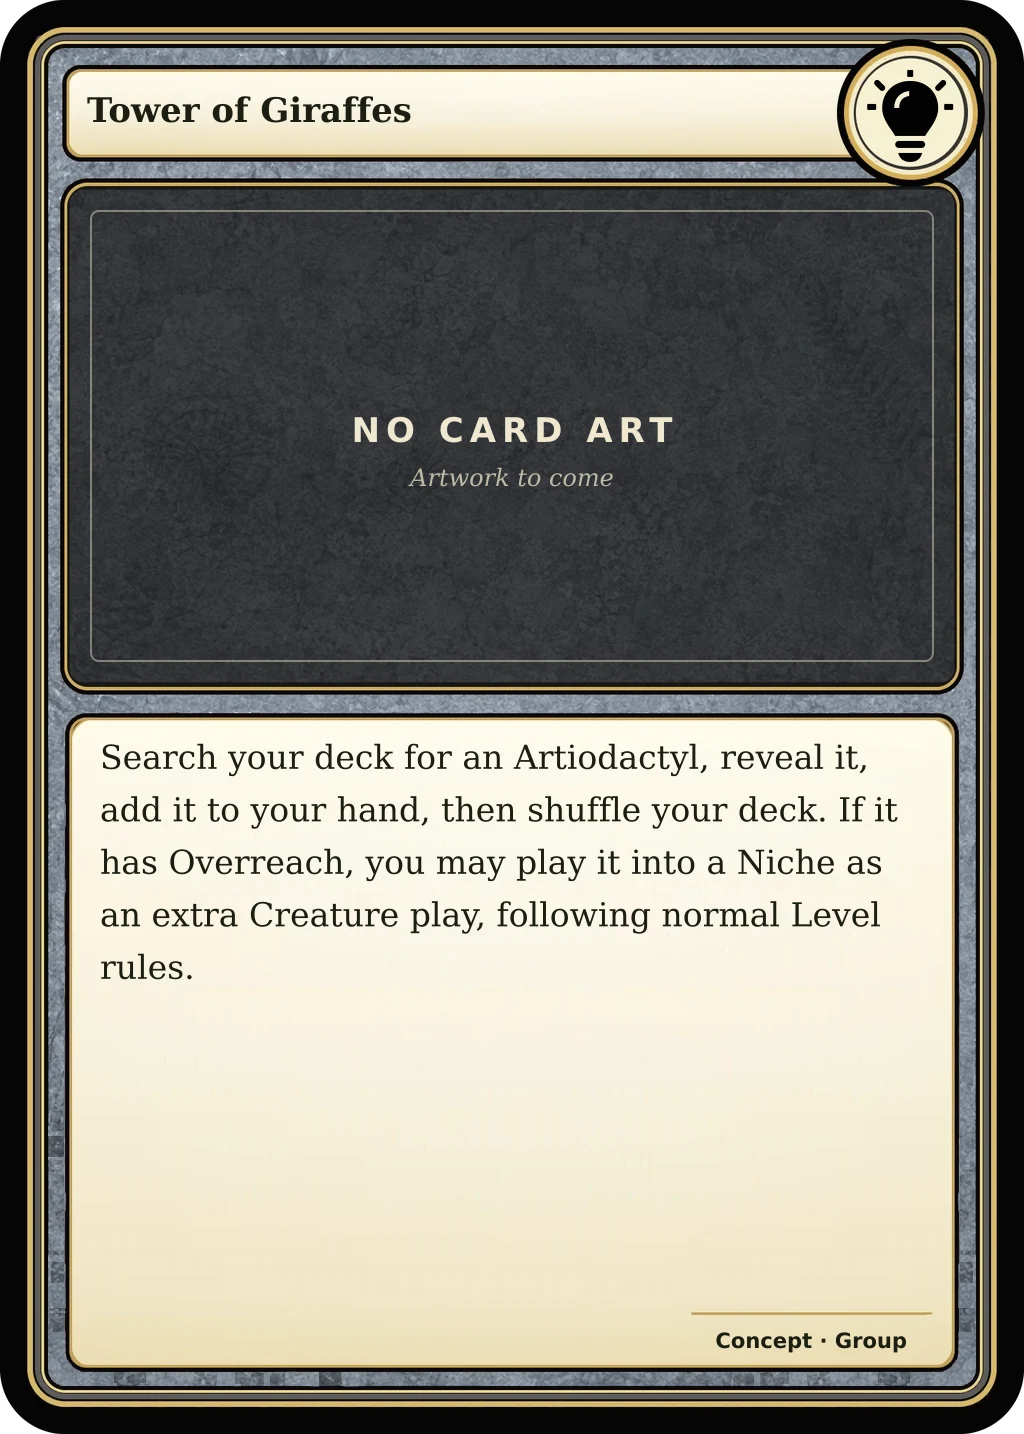 Tower of Giraffes
NO CARD ART
Artwork to come
Search your deck for an Artiodactyl, reveal it,
add it to your hand, then shuffle your deck. If it
has Overreach, you may play it into a Niche as
an extra Creature play, following normal Level
rules.
Concept · Group